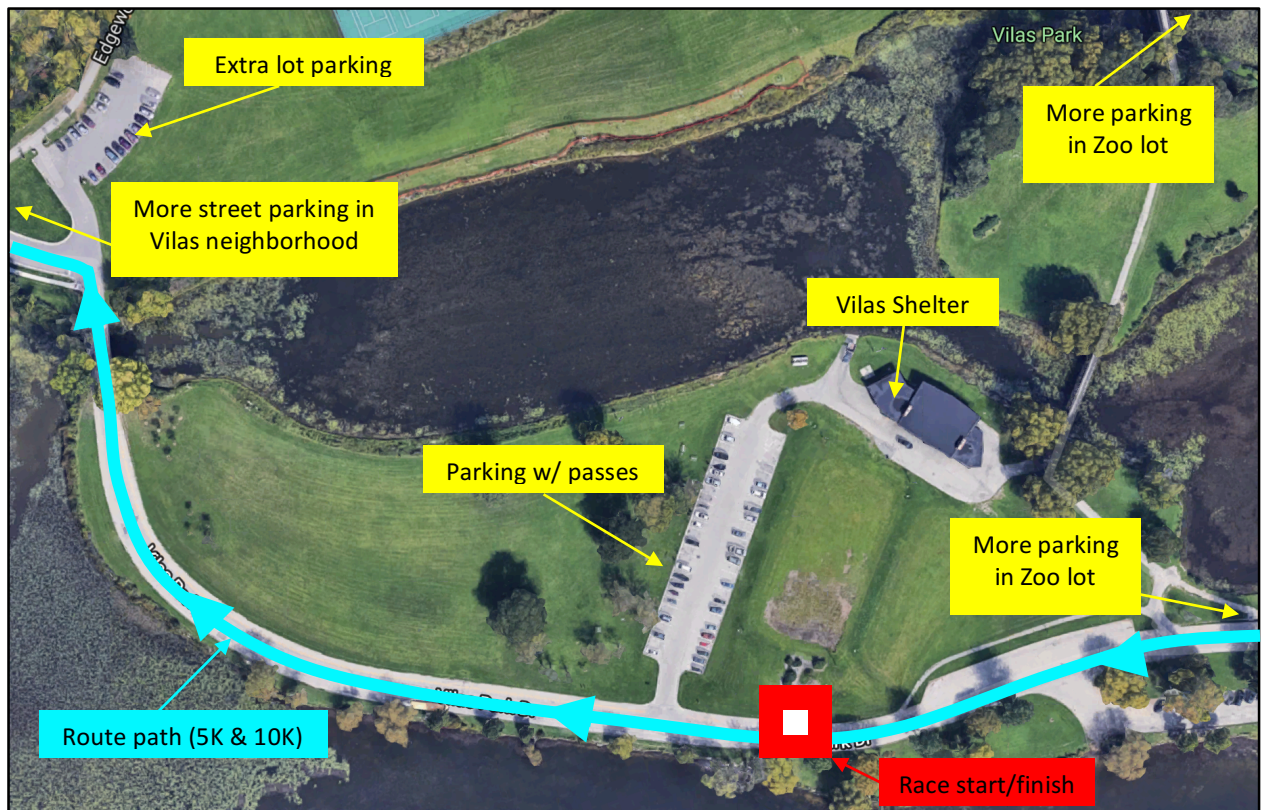 Edgewo
Vilas Park
Extra lot parking
More parking
in Zoo lot
More street parking in
Vilas neighborhood
Vilas Shelter
Parking w/ passes
More parking
in Zoo lot
Route path (5K & 10K)
Race start/finish